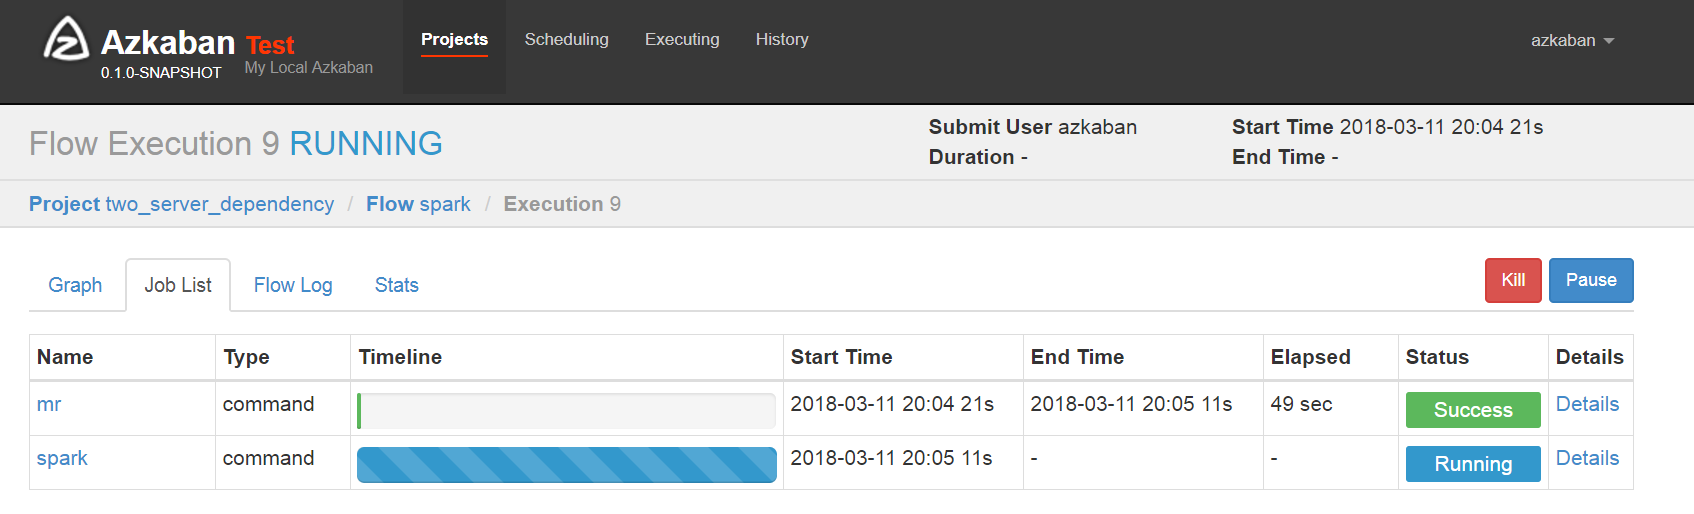 Azkaban Test
0.1.0-SNAPSHOT My Local Azkaban
Projects Scheduling Executing History
azkaban
Flow Execution 9 RUNNING
Submit User azkaban
Duration -
Start Time 2018-03-11 20:04 21s
End Time -
Project two_server_dependency / Flow spark / Execution 9
Graph Job List Flow Log Stats
Kill Pause
Name Type Timeline Start Time End Time Elapsed Status Details
mr command 2018-03-11 20:04 21s 2018-03-11 20:05 11s 49 sec Success Details
spark command 2018-03-11 20:05 11s - - Running Details